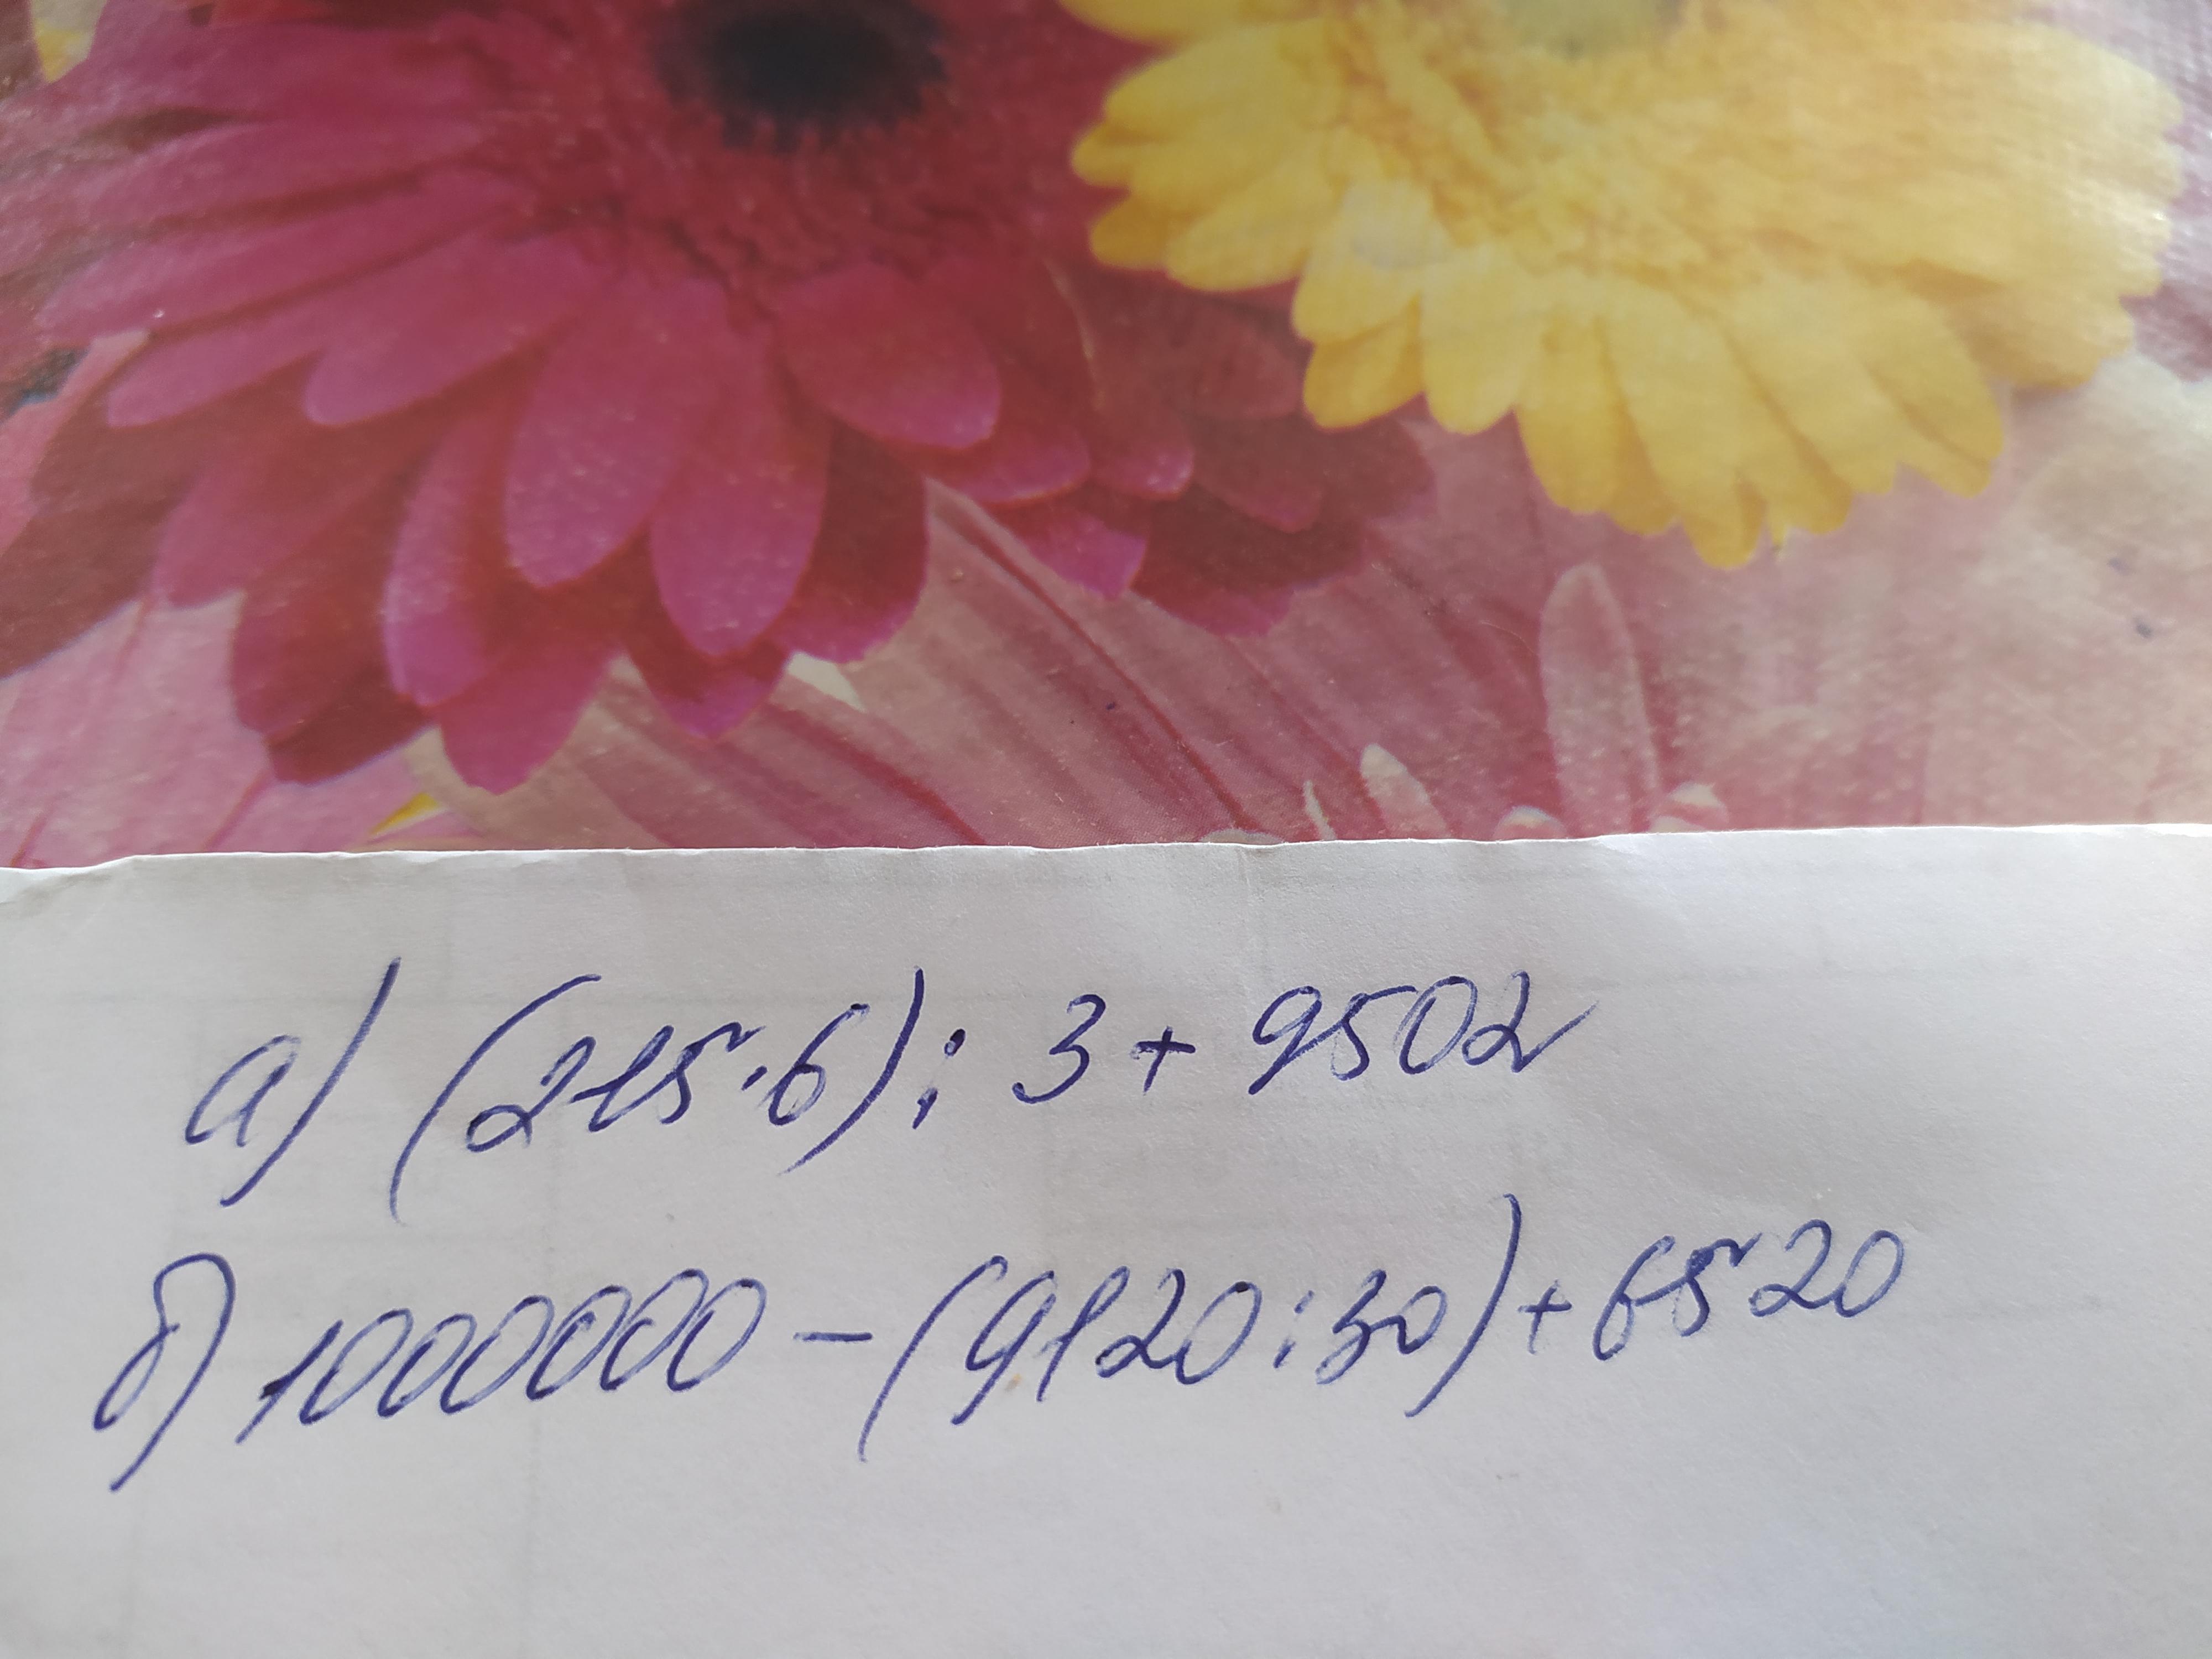 а) (215·6) : 3 + 9502
б) 1000000 - (9120 : 30) + 6520